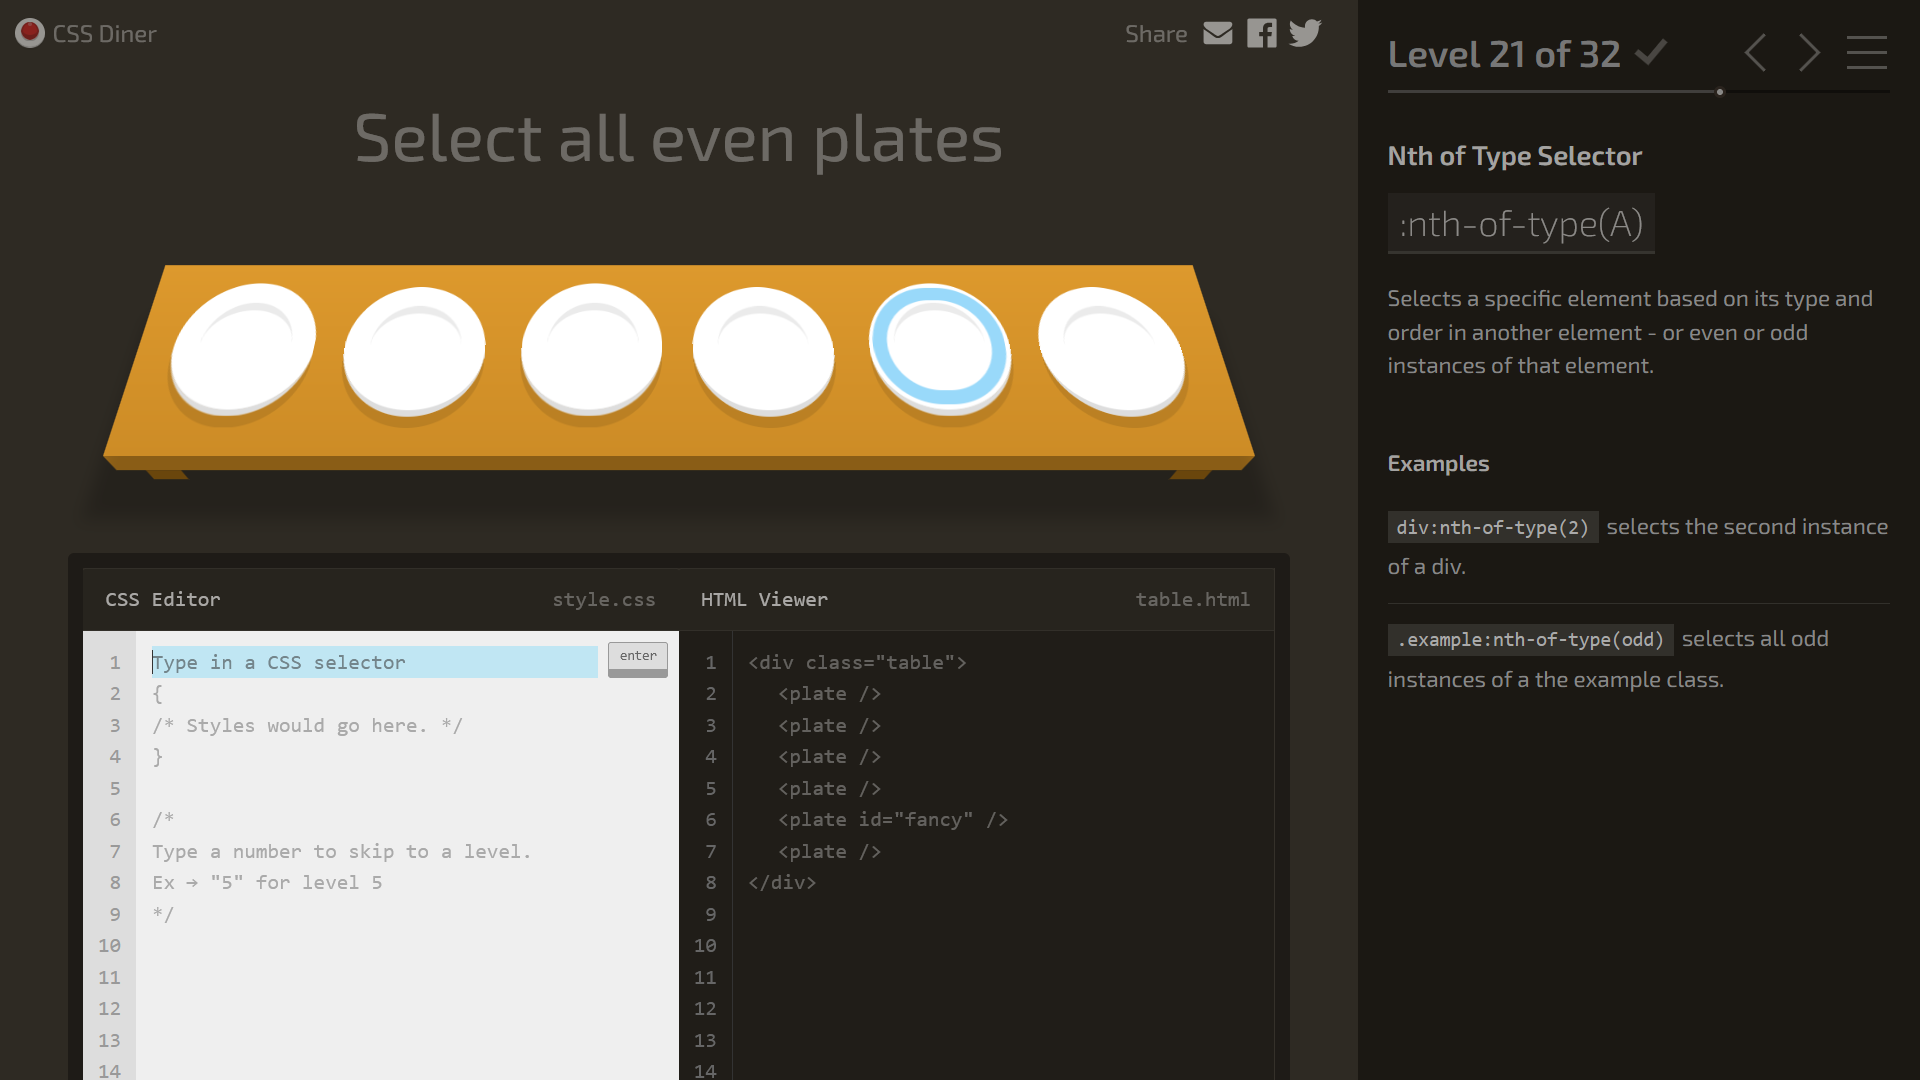 CSS Diner
Share
Select all even plates
CSS Editor
style.css
1 Type in a CSS selector
enter
2 {
3 /* Styles would go here. */
4 }
5
6 /*
7 Type a number to skip to a level.
8 Ex → "5" for level 5
9 */
10
11
12
13
14
HTML Viewer
table.html
1 <div class="table">
2 <plate />
3 <plate />
4 <plate />
5 <plate />
6 <plate id="fancy" />
7 <plate />
8 </div>
9
10
11
12
13
14
Level 21 of 32
Nth of Type Selector
:nth-of-type(A)
Selects a specific element based on its type and
order in another element - or even or odd
instances of that element.
Examples
div:nth-of-type(2) selects the second instance
of a div.
.example:nth-of-type(odd) selects all odd
instances of a the example class.